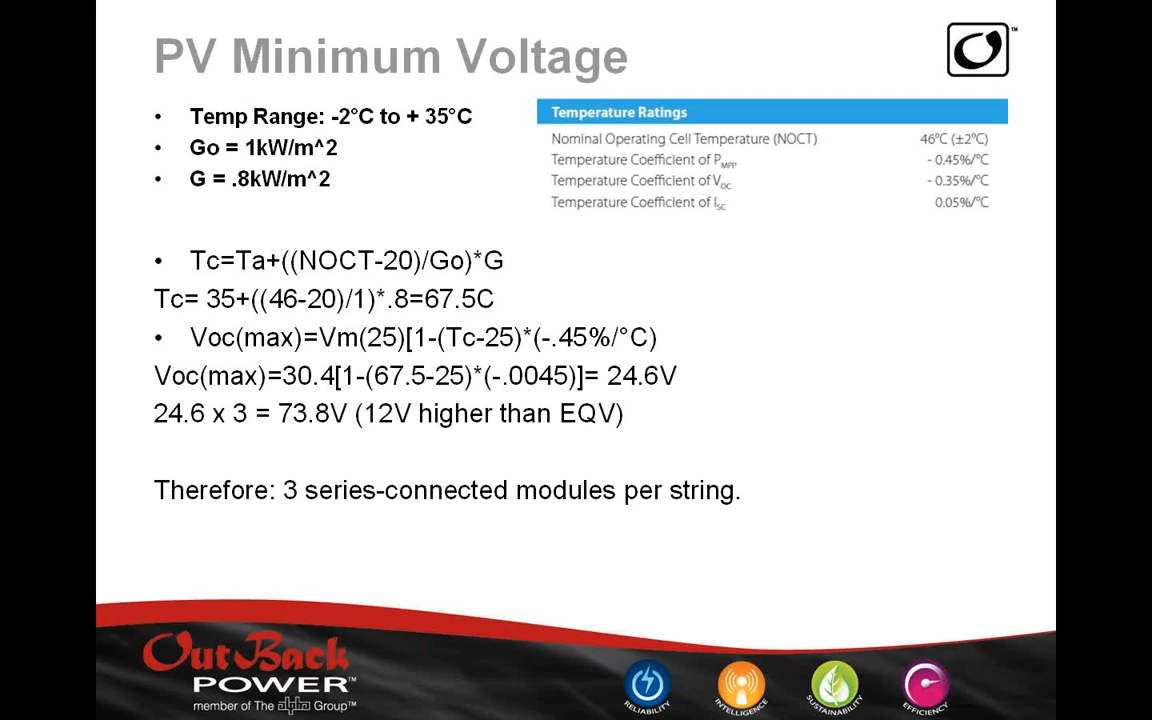 PV Minimum Voltage
TM
• Temp Range: -2°C to + 35°C
• Go = 1kW/m^2
• G = .8kW/m^2
Temperature Ratings
Nominal Operating Cell Temperature (NOCT) 46°C (±2°C)
Temperature Coefficient of PMPP - 0.45%/°C
Temperature Coefficient of VOC - 0.35%/°C
Temperature Coefficient of ISC 0.05%/°C
• Tc=Ta+((NOCT-20)/Go)*G
Tc= 35+((46-20)/1)*.8=67.5C
• Voc(max)=Vm(25)[1-(Tc-25)*(-.45%/°C)
Voc(max)=30.4[1-(67.5-25)*(-.0045)]= 24.6V
24.6 x 3 = 73.8V (12V higher than EQV)
Therefore: 3 series-connected modules per string.
OutBack
POWER™
member of The alpha Group™
RELIABILITY
INTELLIGENCE
SUSTAINABILITY
EFFICIENCY